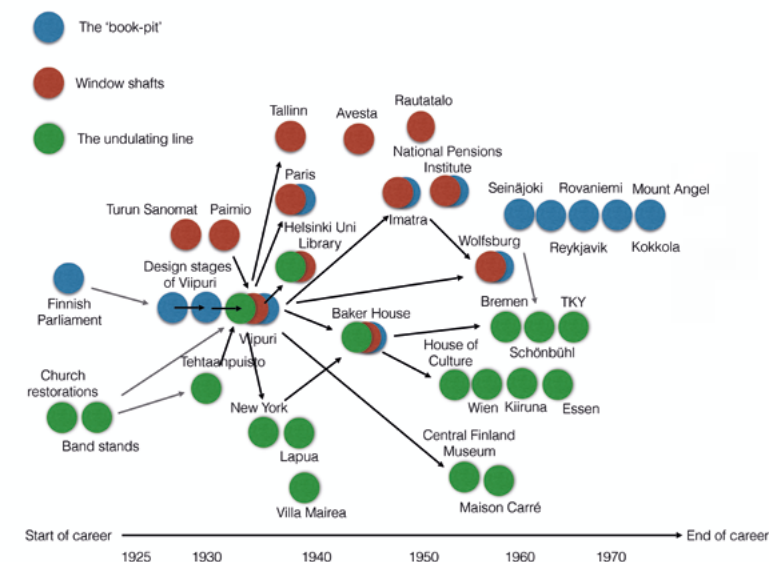 The 'book-pit'
Window shafts
The undulating line
Rautatalo
Tallinn
Avesta
National Pensions
Institute
Paris
Seinäjoki
Rovaniemi
Mount Angel
Turun Sanomat
Paimio
Imatra
Helsinki Uni
Library
Wolfsburg
Reykjavik
Kokkola
Design stages
of Viipuri
Finnish
Parliament
Bremen
TKY
Baker House
Viipuri
House of
Culture
Schönbühl
Tehtaanpuisto
Church
restorations
New York
Wien
Kiiruna
Essen
Band stands
Lapua
Central Finland
Museum
Villa Mairea
Maison Carré
Start of career
End of career
1925
1930
1940
1950
1960
1970